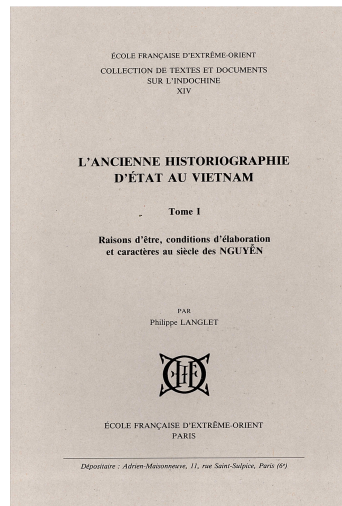 ÉCOLE FRANÇAISE D'EXTRÊME-ORIENT
COLLECTION DE TEXTES ET DOCUMENTS
SUR L'INDOCHINE
XIV
L'ANCIENNE HISTORIOGRAPHIE
D'ÉTAT AU VIETNAM
Tome I
Raisons d'être, conditions d'élaboration
et caractères au siècle des NGUYỄN
PAR
Philippe LANGLET
ÉCOLE FRANÇAISE D'EXTRÊME-ORIENT
PARIS
Dépositaire : Adrien-Maisonneuve, 11, rue Saint-Sulpice, Paris (6e)